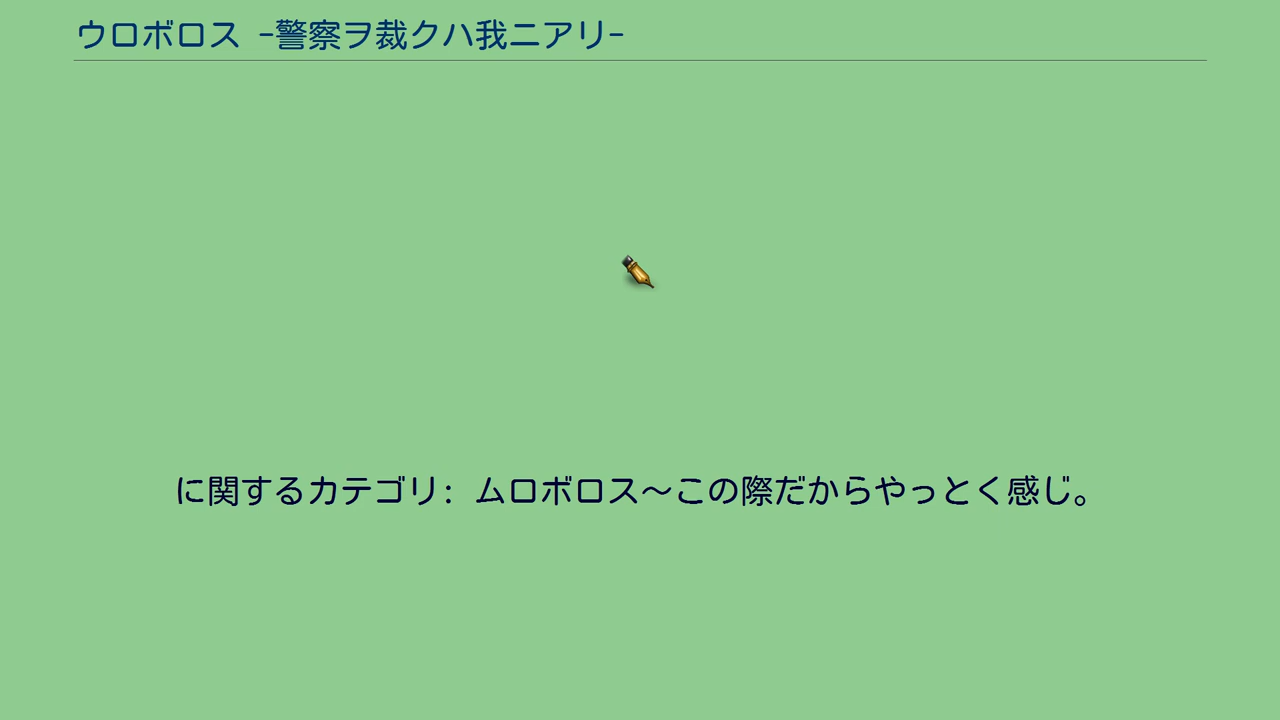 ウロボロス -警察ヲ裁クハ我ニアリ-
に関するカテゴリ: ムロボロス〜この際だからやっとく感じ。